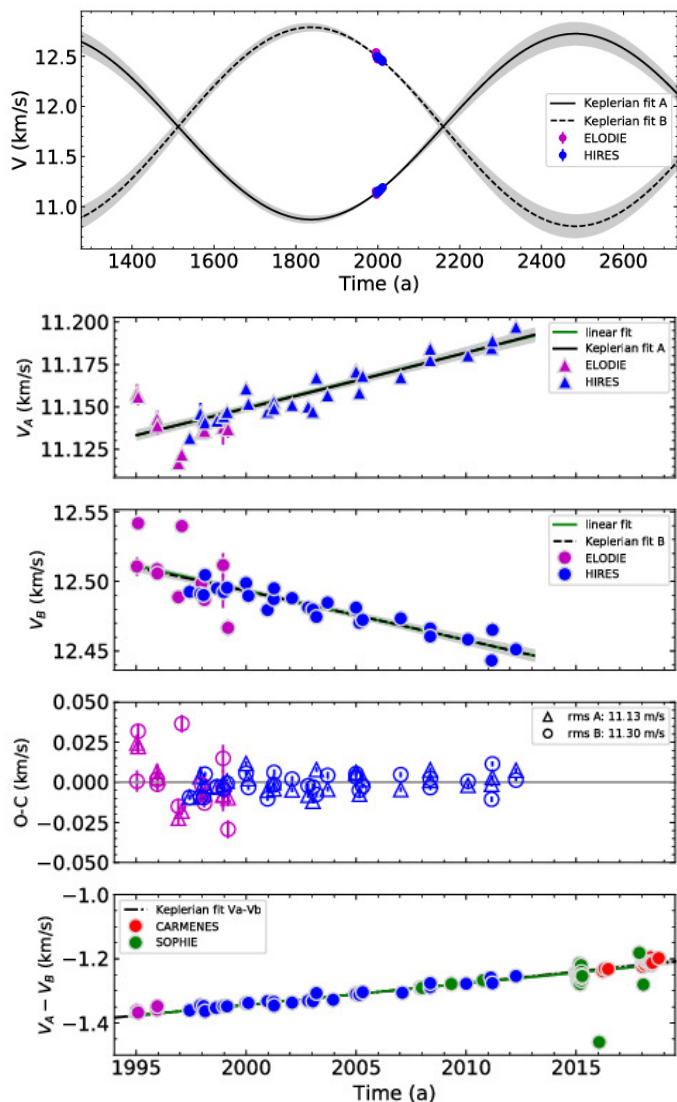 V (km/s)
12.5
12.0
11.5
11.0
Keplerian fit A
Keplerian fit B
ELODIE
HIRES
1400 1600 1800 2000 2200 2400 2600
Time (a)
V_A (km/s)
11.200
11.175
11.150
11.125
linear fit
Keplerian fit A
ELODIE
HIRES
V_B (km/s)
12.55
12.50
12.45
linear fit
Keplerian fit B
ELODIE
HIRES
O-C
0.050
0.025
0.000
−0.025
−0.050
rms A: 11.13 m/s
rms B: 11.30 m/s
V_A − V_B (km/s)
−1.0
−1.2
−1.4
Keplerian fit Va-Vb
CARMENES
SOPHIE
1995 2000 2005 2010 2015
Time (a)